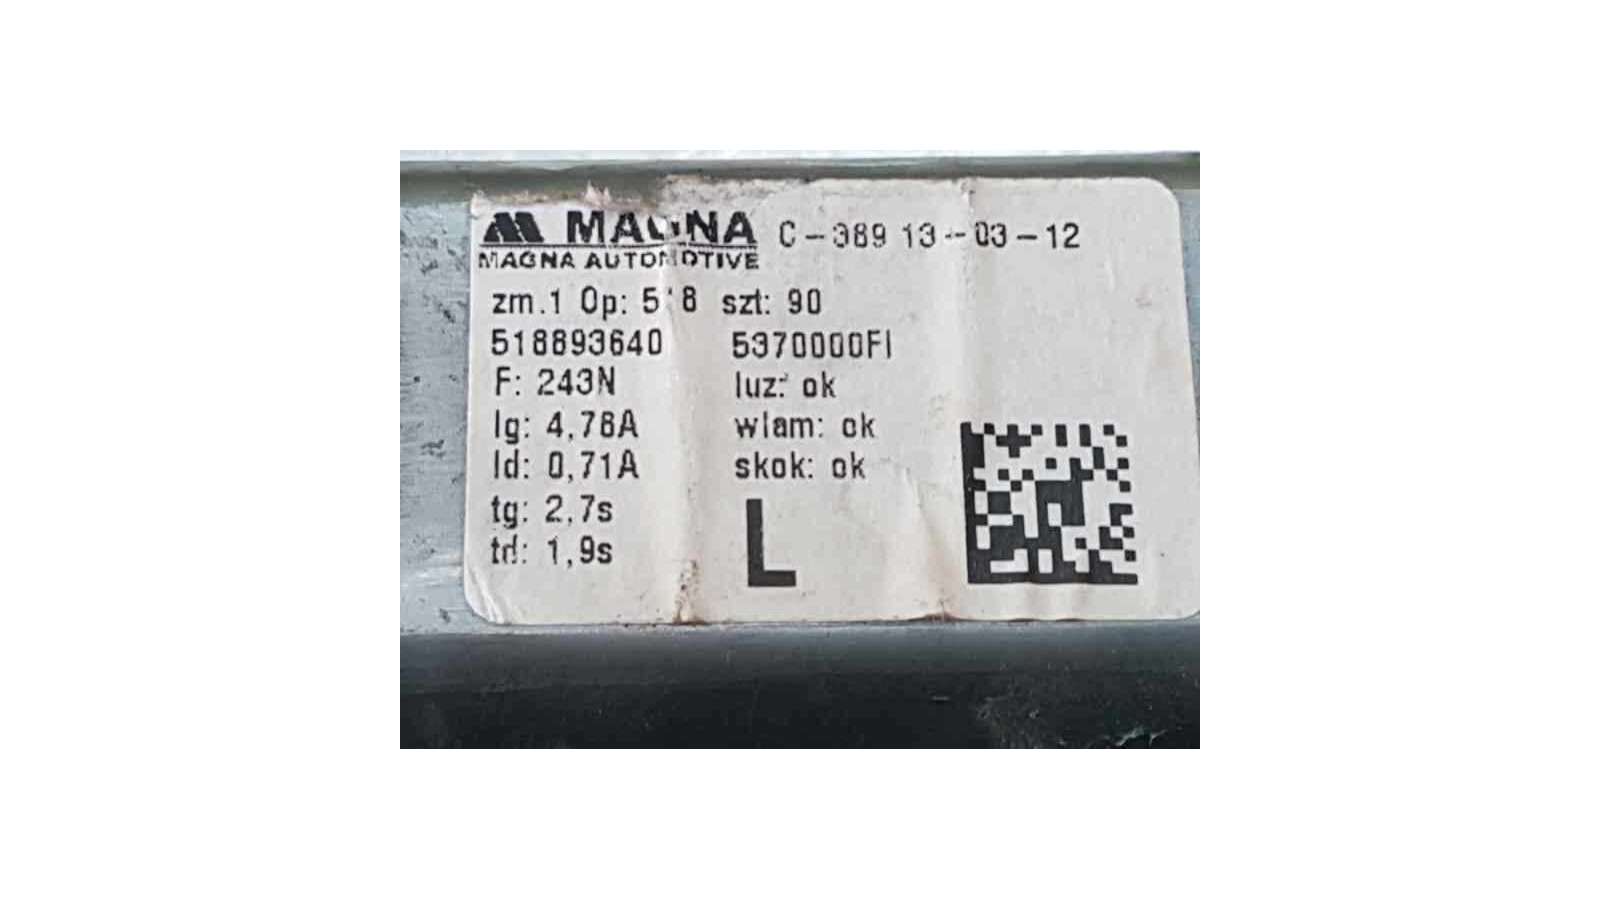 MAGNA C-389 13-03-12
MAGNA AUTOMOTIVE
zm.1 Op: szt: 90
518893640 5370000FI
F: 243N luz: ok
Ig: 4,78A wlam: ok
Id: 0,71A skok: ok
tg: 2,7s
td: 1,9s
L